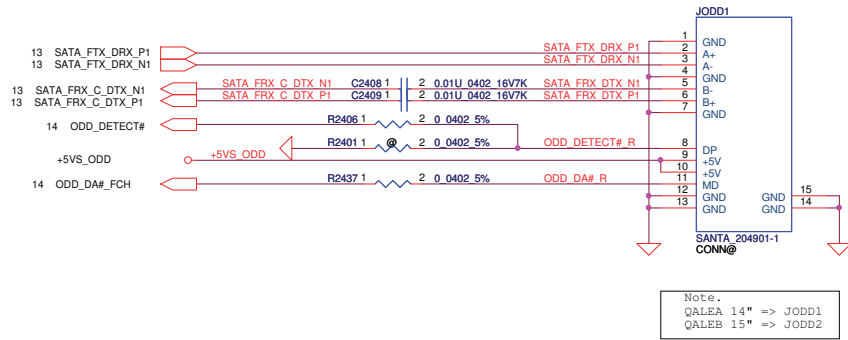 JODD1
1 GND
13 SATA_FTX_DRX_P1 SATA_FTX_DRX_P1 2 A+
13 SATA_FTX_DRX_N1 SATA_FTX_DRX_N1 3 A-
4 GND
13 SATA_FRX_C_DTX_N1 SATA_FRX_C_DTX_N1 C2408 1 2 0.01U_0402_16V7K SATA_FRX_DTX_N1 5 B-
13 SATA_FRX_C_DTX_P1 SATA_FRX_C_DTX_P1 C2409 1 2 0.01U_0402_16V7K SATA_FRX_DTX_P1 6 B+
7 GND
14 ODD_DETECT# R2406 1 2 0_0402_5%
R2401 1 @ 2 0_0402_5% ODD_DETECT#_R 8 DP
+5VS_ODD +5VS_ODD 9 +5V
10 +5V
14 ODD_DA#_FCH R2437 1 2 0_0402_5% ODD_DA#_R 11 MD
12 GND GND 15
13 GND GND 14
SANTA_204901-1
CONN@
Note.
QALEA 14" => JODD1
QALEB 15" => JODD2